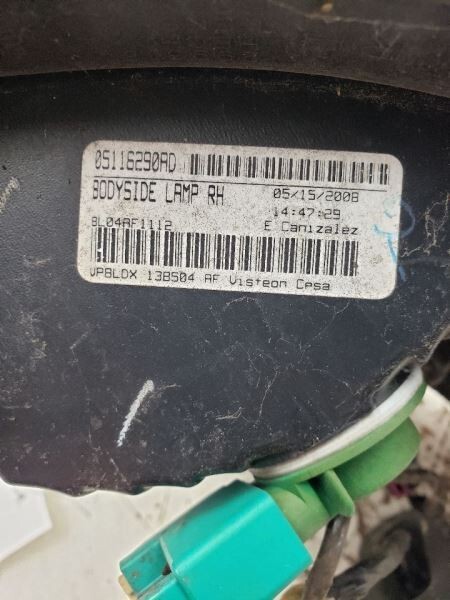 05116290AD
BODYSIDE LAMP RH 05/15/2008
14:47:29
8L04AF1112 E Canizalez
VP8LDX 13B504 AF Visteon Cesa